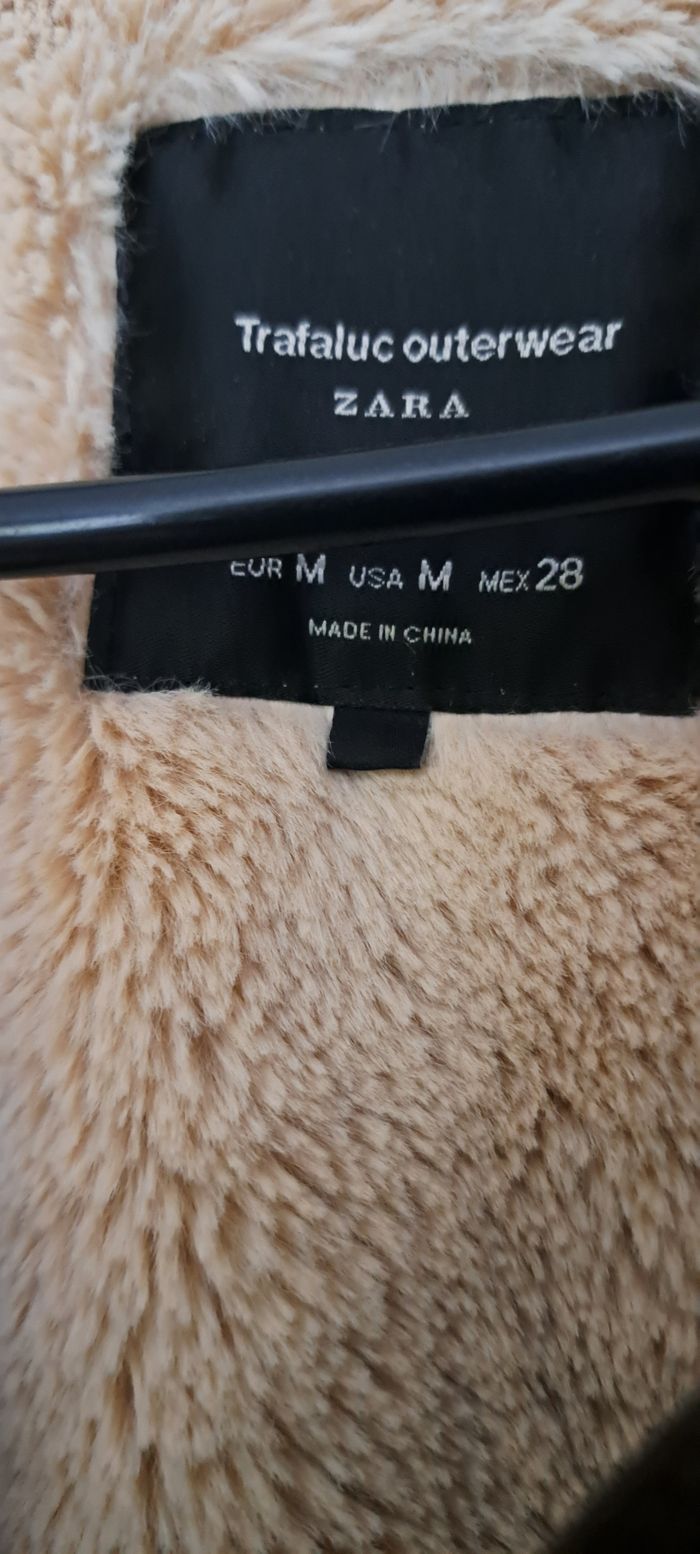 Trafaluc outerwear
ZARA
EUR M USA M MEX 28
MADE IN CHINA